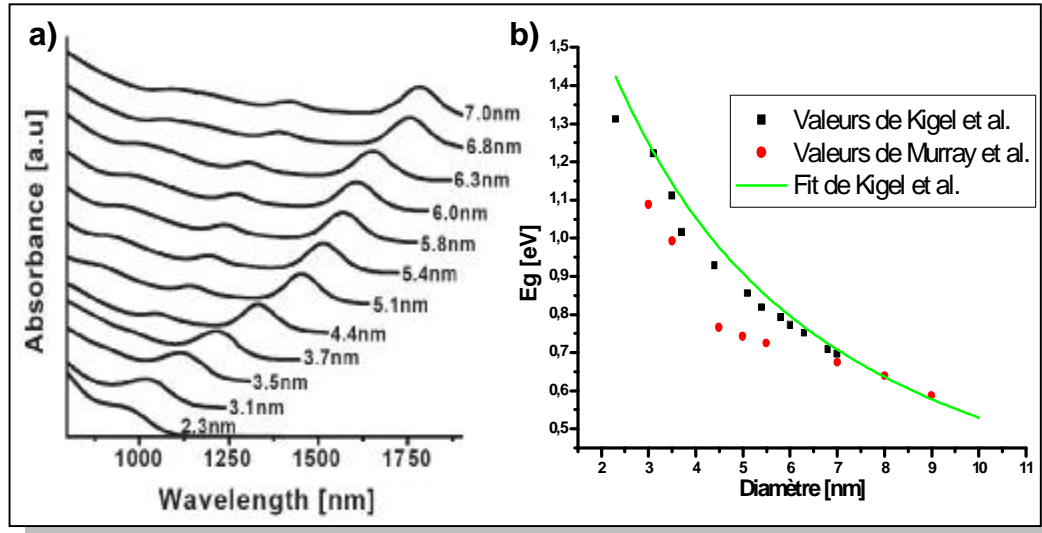 a)
Absorbance [a.u]
7.0nm
6.8nm
6.3nm
6.0nm
5.8nm
5.4nm
5.1nm
4.4nm
3.7nm
3.5nm
3.1nm
2.3nm
1000 1250 1500 1750
Wavelength [nm]
b)
Eg [eV]
1,5
1,4
1,3
1,2
1,1
1,0
0,9
0,8
0,7
0,6
0,5
Valeurs de Kigel et al.
Valeurs de Murray et al.
Fit de Kigel et al.
2 3 4 5 6 7 8 9 10 11
Diamètre [nm]